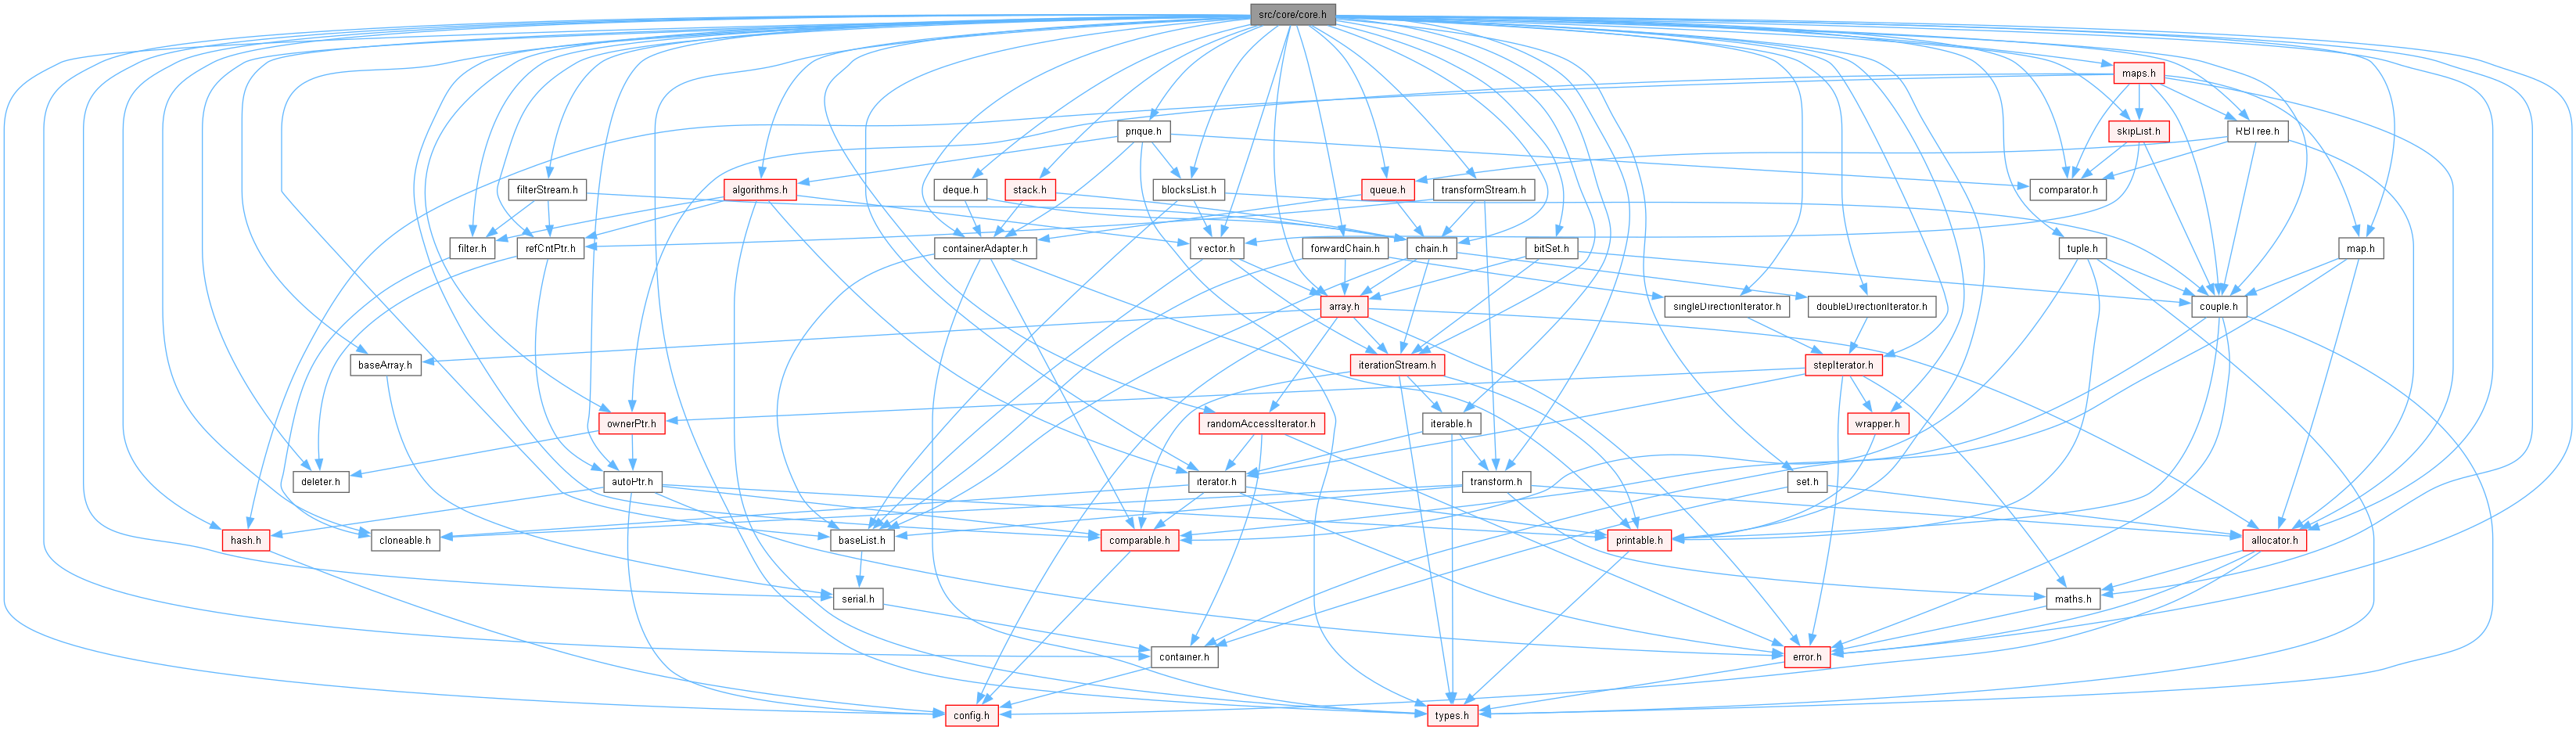 src/core/core.h
maps.h
prique.h
skipList.h
RBTree.h
filterStream.h
algorithms.h
deque.h
stack.h
blocksList.h
queue.h
transformStream.h
comparator.h
filter.h
refCntPtr.h
containerAdapter.h
vector.h
forwardChain.h
chain.h
bitSet.h
tuple.h
map.h
array.h
singleDirectionIterator.h
doubleDirectionIterator.h
couple.h
baseArray.h
iterationStream.h
stepIterator.h
ownerPtr.h
randomAccessIterator.h
iterable.h
wrapper.h
deleter.h
autoPtr.h
iterator.h
transform.h
set.h
hash.h
cloneable.h
baseList.h
comparable.h
printable.h
allocator.h
serial.h
maths.h
container.h
error.h
config.h
types.h